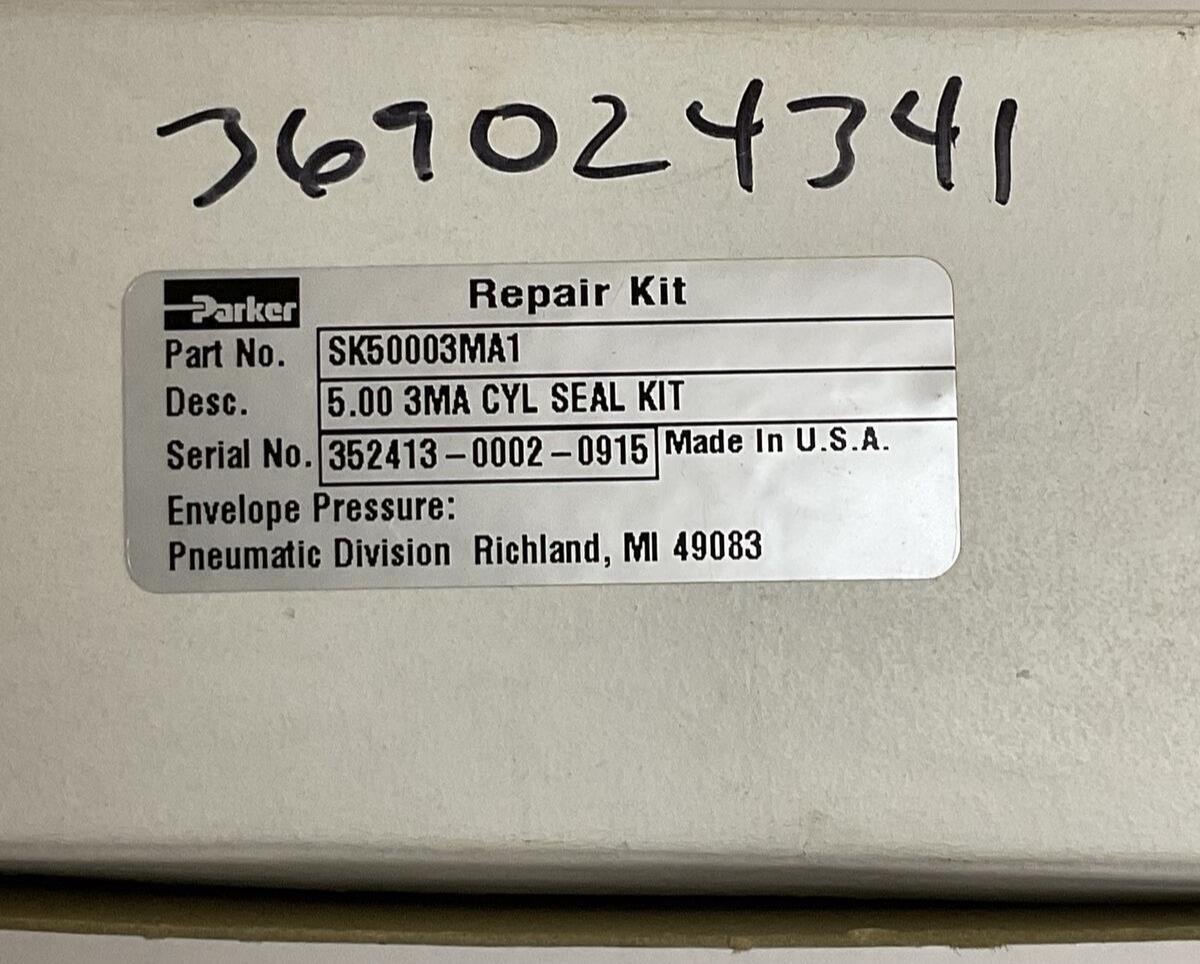 369024341
Parker
Repair Kit
Part No. SK50003MA1
Desc. 5.00 3MA CYL SEAL KIT
Serial No. 352413-0002-0915 Made In U.S.A.
Envelope Pressure:
Pneumatic Division Richland, MI 49083